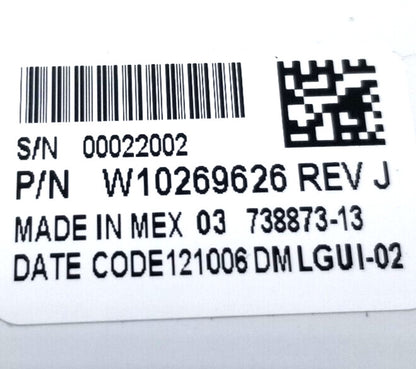 S/N 00022002
P/N W10269626 REV J
MADE IN MEX 03 738873-13
DATE CODE121006 DM LGUI-02